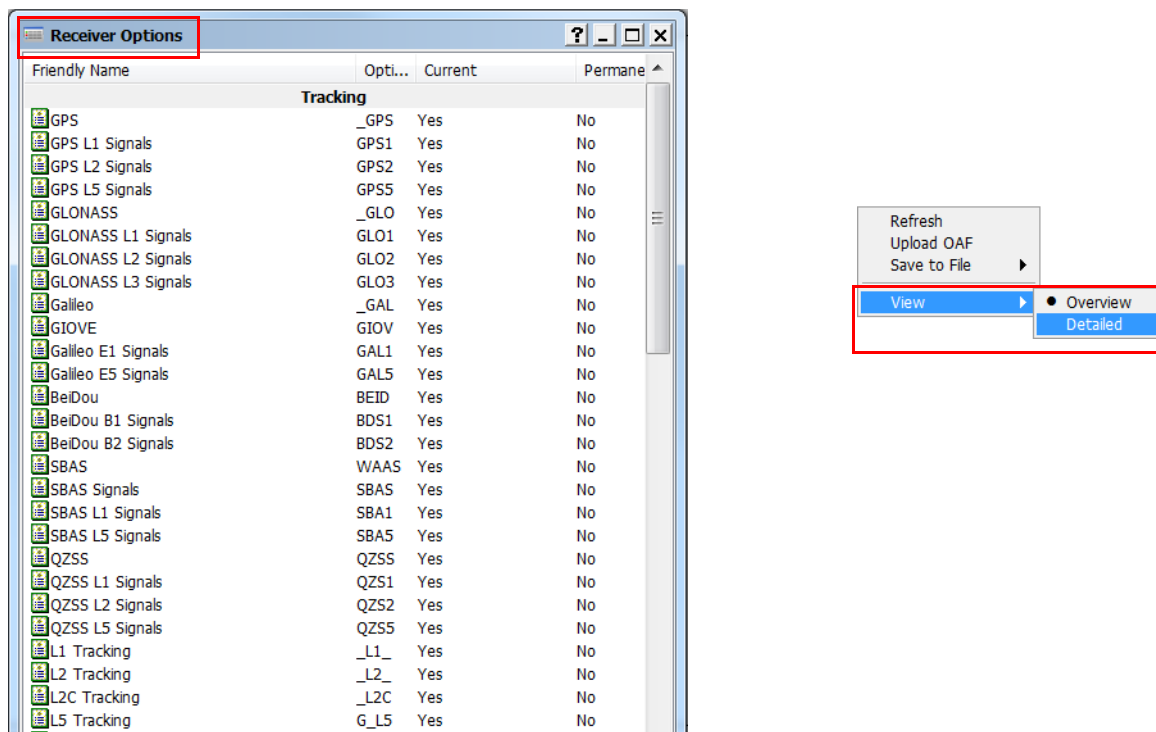 Receiver Options
Friendly Name Opti... Current Permane
Tracking
GPS _GPS Yes No
GPS L1 Signals GPS1 Yes No
GPS L2 Signals GPS2 Yes No
GPS L5 Signals GPS5 Yes No
GLONASS _GLO Yes No
GLONASS L1 Signals GLO1 Yes No
GLONASS L2 Signals GLO2 Yes No
GLONASS L3 Signals GLO3 Yes No
Galileo _GAL Yes No
GIOVE GIOV Yes No
Galileo E1 Signals GAL1 Yes No
Galileo E5 Signals GAL5 Yes No
BeiDou BEID Yes No
BeiDou B1 Signals BDS1 Yes No
BeiDou B2 Signals BDS2 Yes No
SBAS WAAS Yes No
SBAS Signals SBAS Yes No
SBAS L1 Signals SBA1 Yes No
SBAS L5 Signals SBA5 Yes No
QZSS QZSS Yes No
QZSS L1 Signals QZS1 Yes No
QZSS L2 Signals QZS2 Yes No
QZSS L5 Signals QZS5 Yes No
L1 Tracking _L1_ Yes No
L2 Tracking _L2_ Yes No
L2C Tracking _L2C Yes No
L5 Tracking G_L5 Yes No
Refresh
Upload OAF
Save to File
View
Overview
Detailed